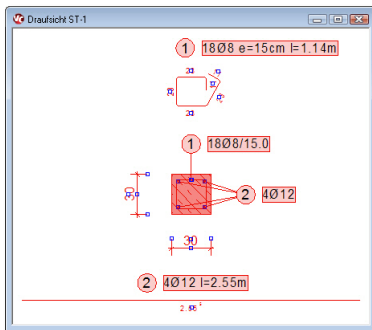 Draufsicht ST-1
1 18Ø8 e=15cm l=1.14m
1 18Ø8/15.0
2 4Ø12
30
30
2 4Ø12 l=2.55m